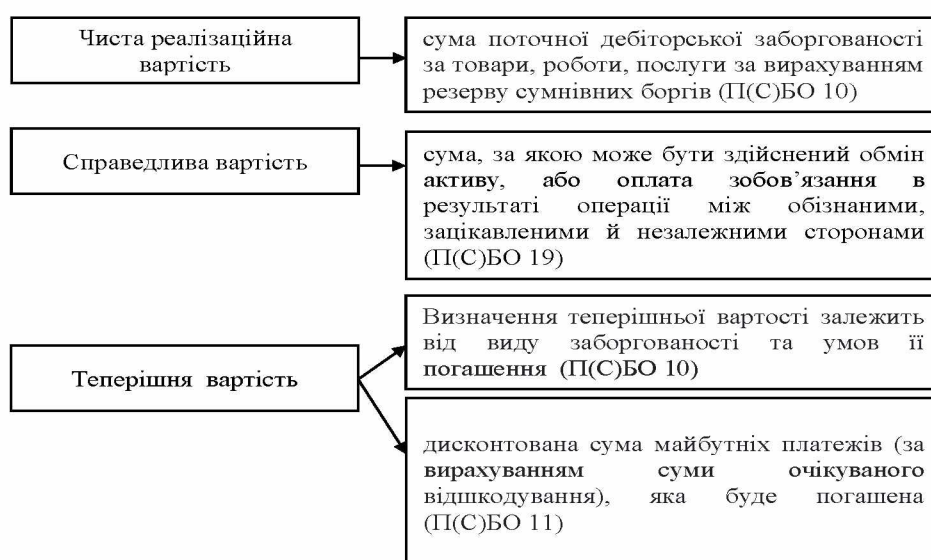 Чиста реалізаційна
вартість
сума поточної дебіторської заборгованості
за товари, роботи, послуги за вирахуванням
резерву сумнівних боргів (П(С)БО 10)
Справедлива вартість
сума, за якою може бути здійснений обмін
активу, або оплата зобов’язання в
результаті операції між обізнаними,
зацікавленими й незалежними сторонами
(П(С)БО 19)
Теперішня вартість
Визначення теперішньої вартості залежить
від виду заборгованості та умов її
погашення (П(С)БО 10)
дисконтована сума майбутніх платежів (за
вирахуванням суми очікуваного
відшкодування), яка буде погашена
(П(С)БО 11)